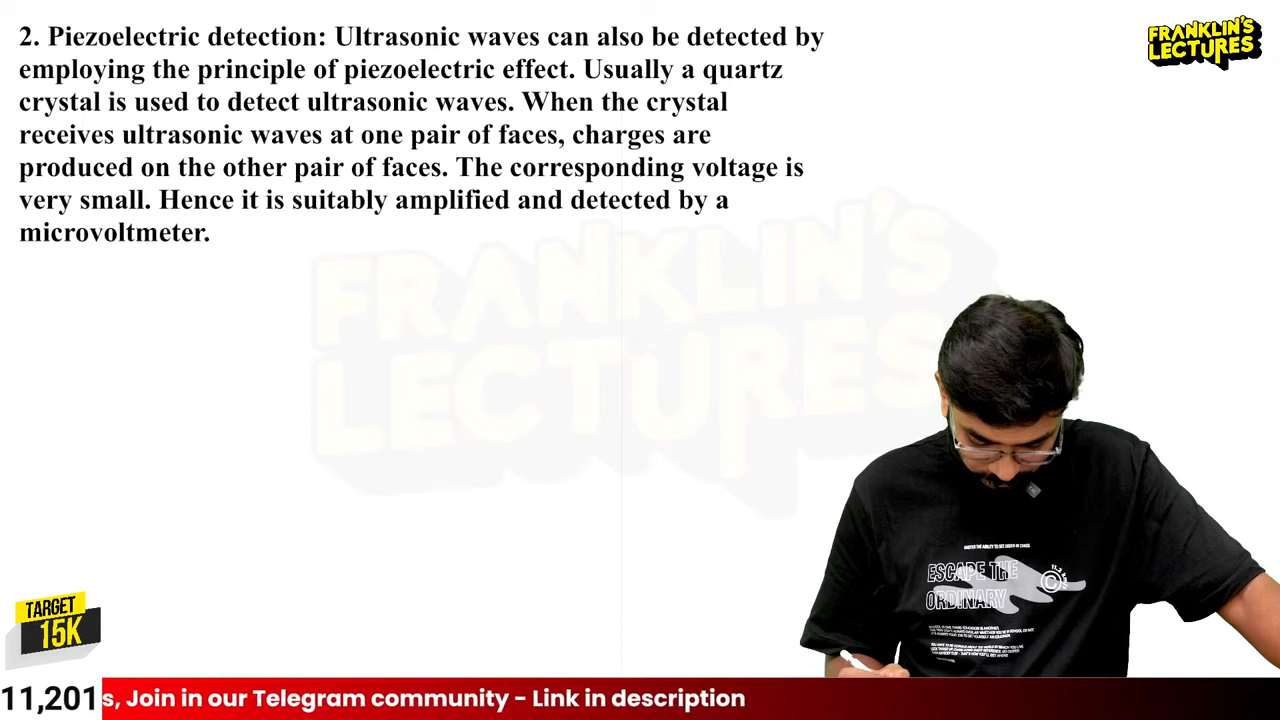 2. Piezoelectric detection: Ultrasonic waves can also be detected by
employing the principle of piezoelectric effect. Usually a quartz
crystal is used to detect ultrasonic waves. When the crystal
receives ultrasonic waves at one pair of faces, charges are
produced on the other pair of faces. The corresponding voltage is
very small. Hence it is suitably amplified and detected by a
microvoltmeter.
FRANKLIN'S
LECTURES
FRANKLIN'S
LECTURES
ESCAPE THE
ORDINARY
TARGET
15K
11,201
s, Join in our Telegram community - Link in description